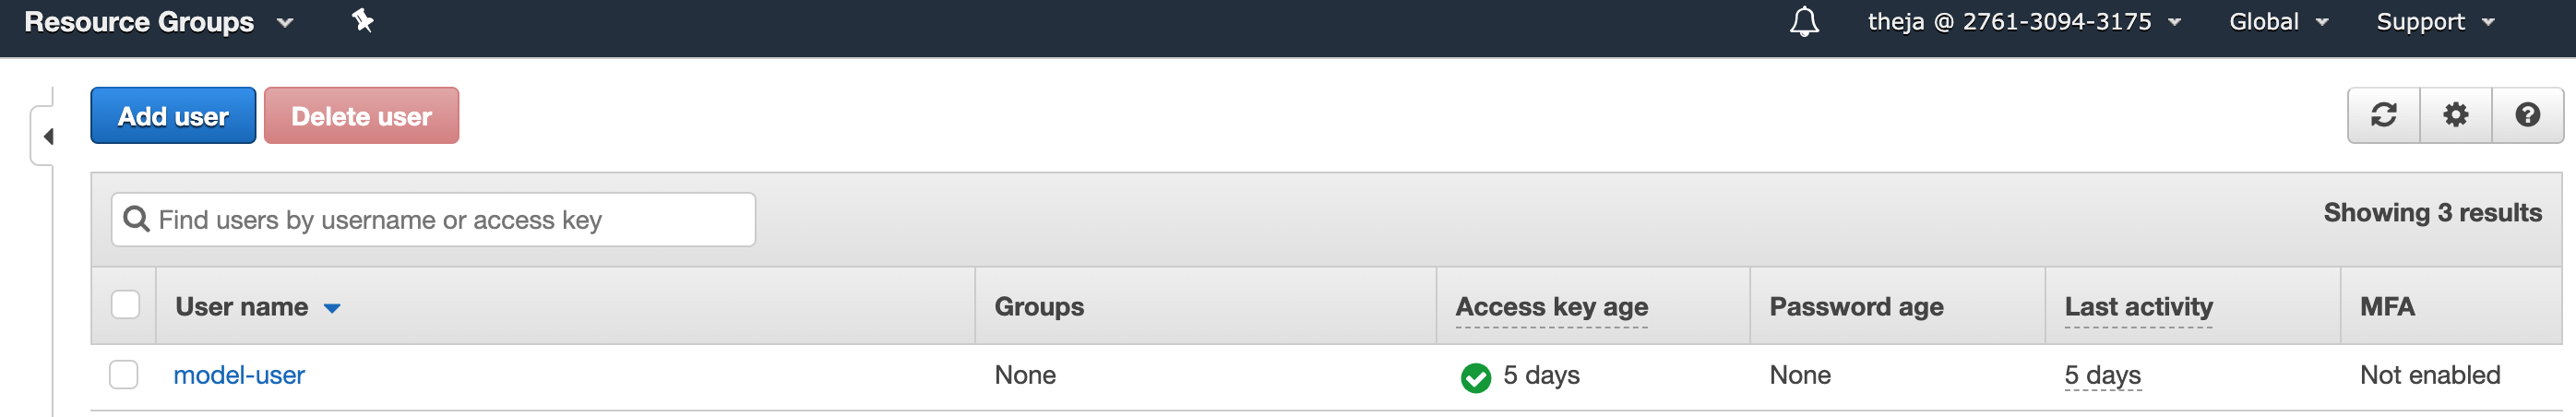 Resource Groups theja @ 2761-3094-3175 Global Support
Add user Delete user
Find users by username or access key
Showing 3 results
User name Groups Access key age Password age Last activity MFA
model-user None 5 days None 5 days Not enabled